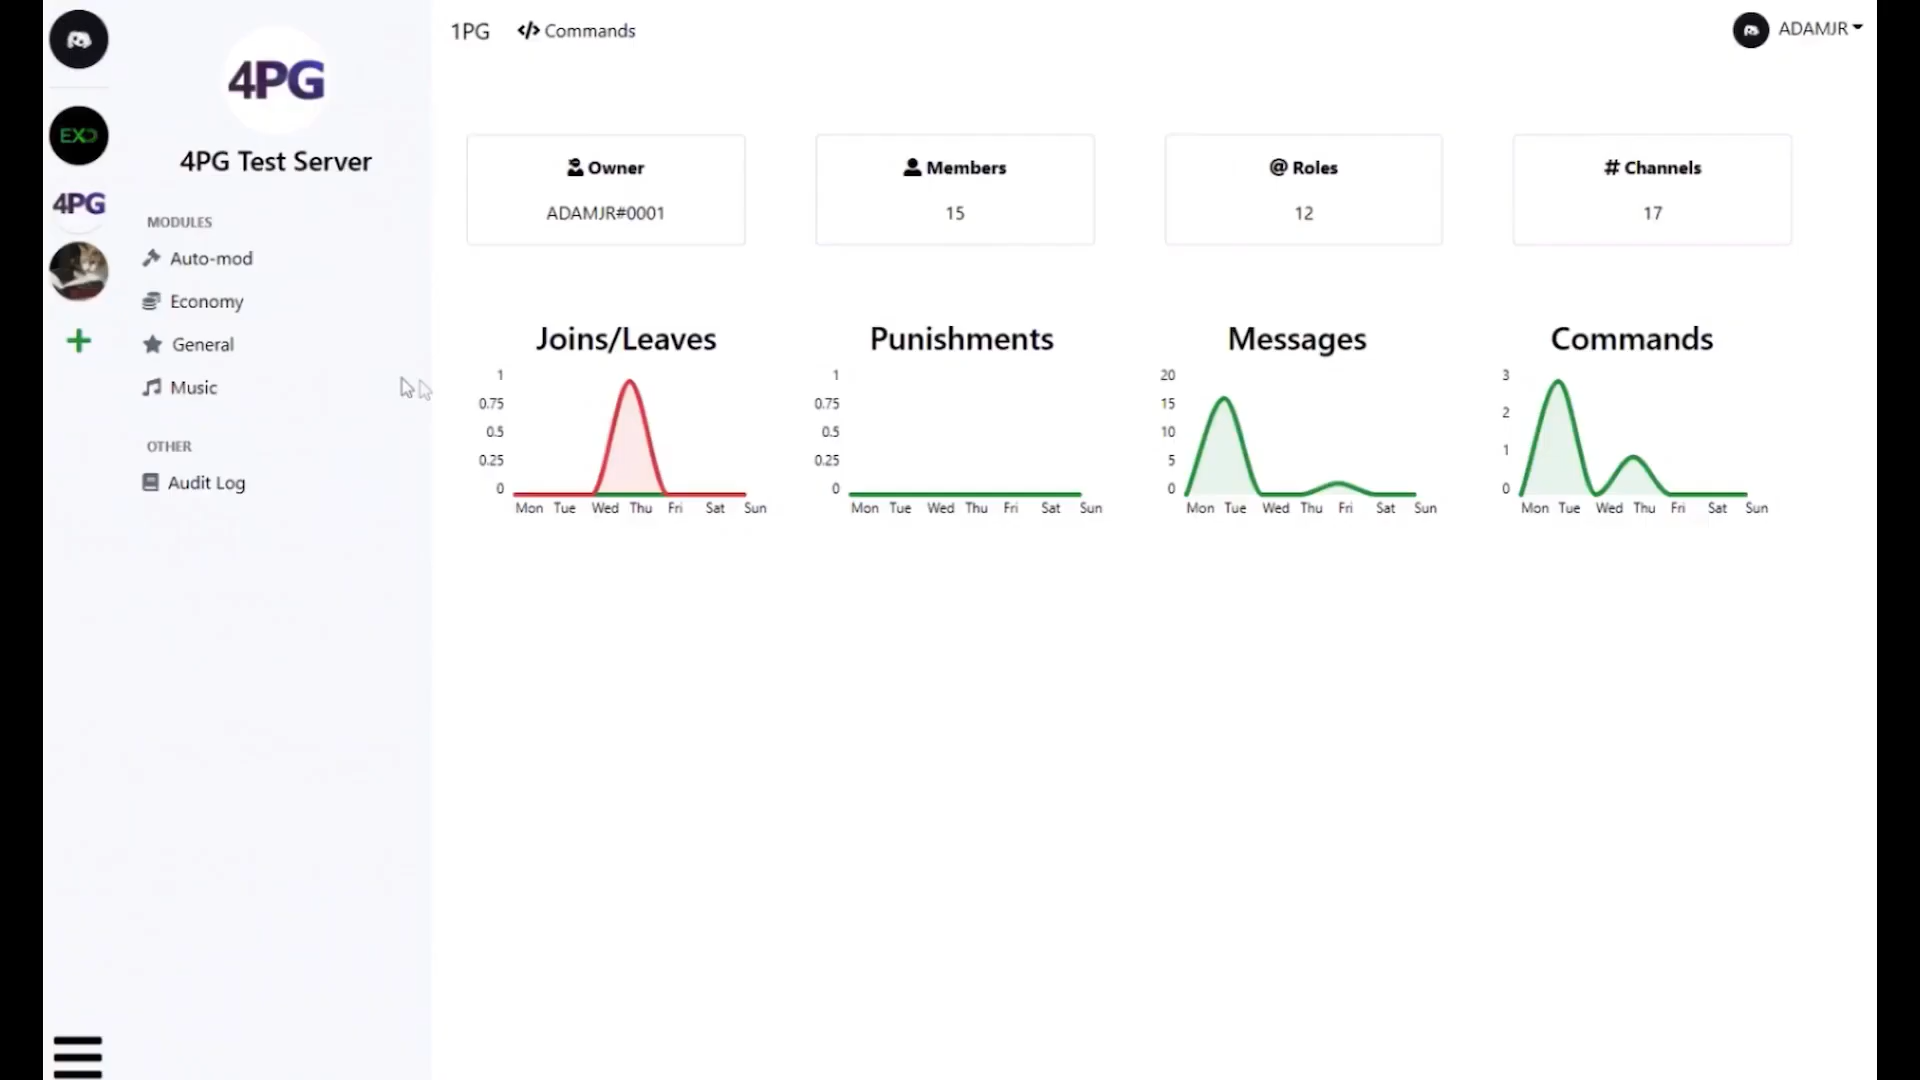 1PG
Commands
ADAMJR
EXD
4PG
4PG
4PG Test Server
MODULES
Auto-mod
Economy
General
Music
OTHER
Audit Log
Owner
ADAMJR#0001
Members
15
@ Roles
12
# Channels
17
Joins/Leaves
1
0.75
0.5
0.25
0
Mon Tue Wed Thu Fri Sat Sun
Punishments
1
0.75
0.5
0.25
0
Mon Tue Wed Thu Fri Sat Sun
Messages
20
15
10
5
0
Mon Tue Wed Thu Fri Sat Sun
Commands
3
2
1
0
Mon Tue Wed Thu Fri Sat Sun